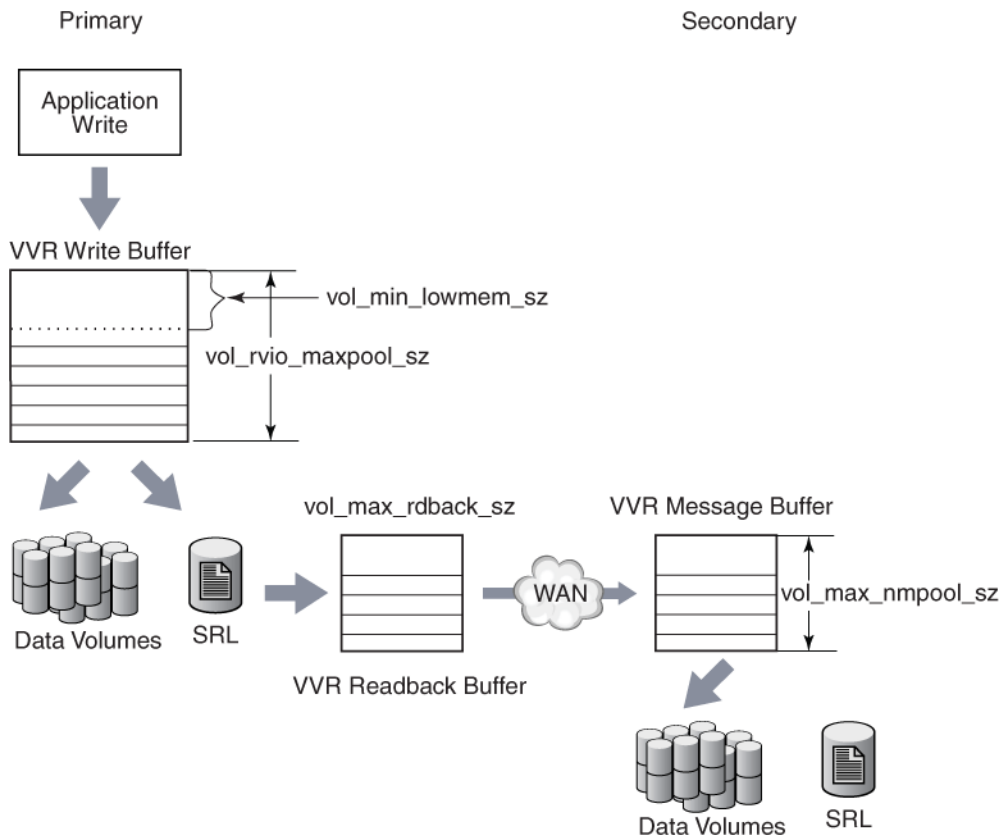 Primary
Secondary
Application
Write
VVR Write Buffer
vol_min_lowmem_sz
vol_rvio_maxpool_sz
vol_max_rdback_sz
VVR Message Buffer
WAN
vol_max_nmpool_sz
Data Volumes
SRL
VVR Readback Buffer
Data Volumes
SRL